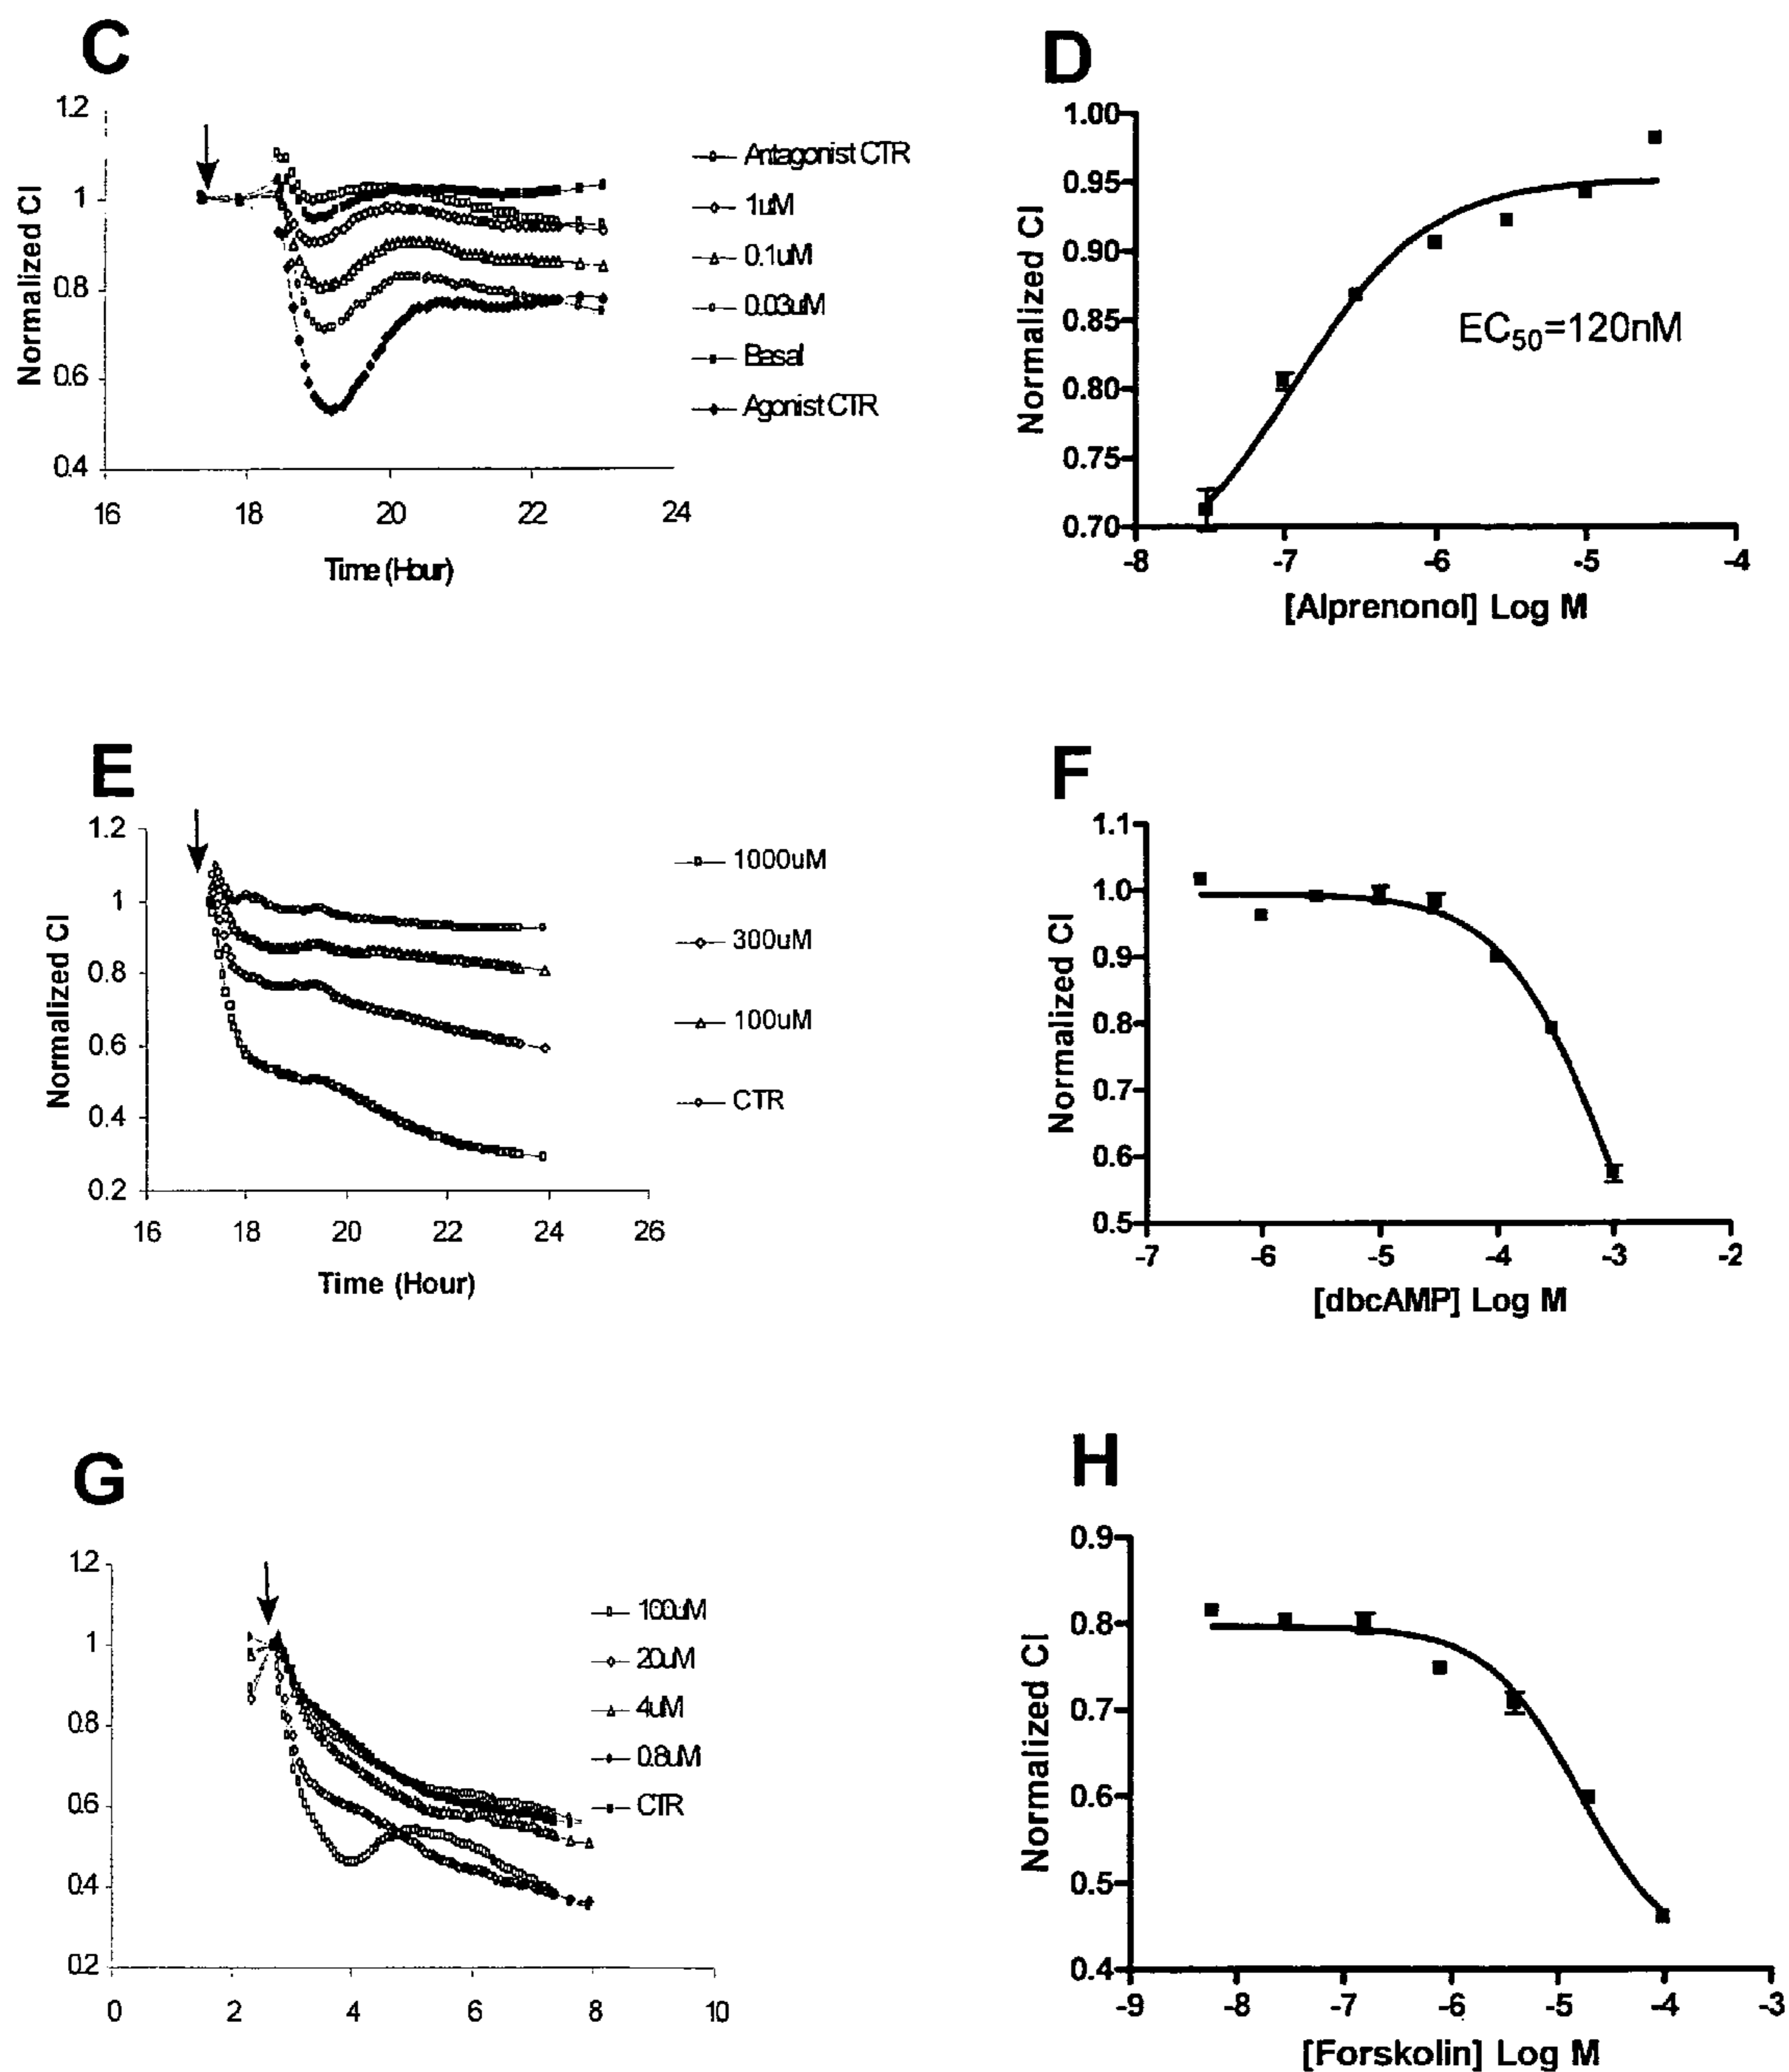 C
1.2
1
0.8
0.6
0.4
Normalized CI
16 18 20 22 24
Time (Hour)
Antagonist CTR
1uM
0.1uM
0.03uM
Basal
Agonist CTR
D
1.00
0.95
0.90
0.85
0.80
0.75
0.70
Normalized CI
EC50=120nM
-8 -7 -6 -5 -4
[Alprenonol] Log M
E
1.2
1
0.8
0.6
0.4
0.2
Normalized CI
16 18 20 22 24 26
Time (Hour)
1000uM
300uM
100uM
CTR
F
1.1
1.0
0.9
0.8
0.7
0.6
0.5
Normalized CI
-7 -6 -5 -4 -3 -2
[dbcAMP] Log M
G
1.2
1
0.8
0.6
0.4
0.2
0 2 4 6 8 10
100uM
20uM
4uM
0.8uM
CTR
H
0.9
0.8
0.7
0.6
0.5
0.4
Normalized CI
-9 -8 -7 -6 -5 -4 -3
[Forskolin] Log M